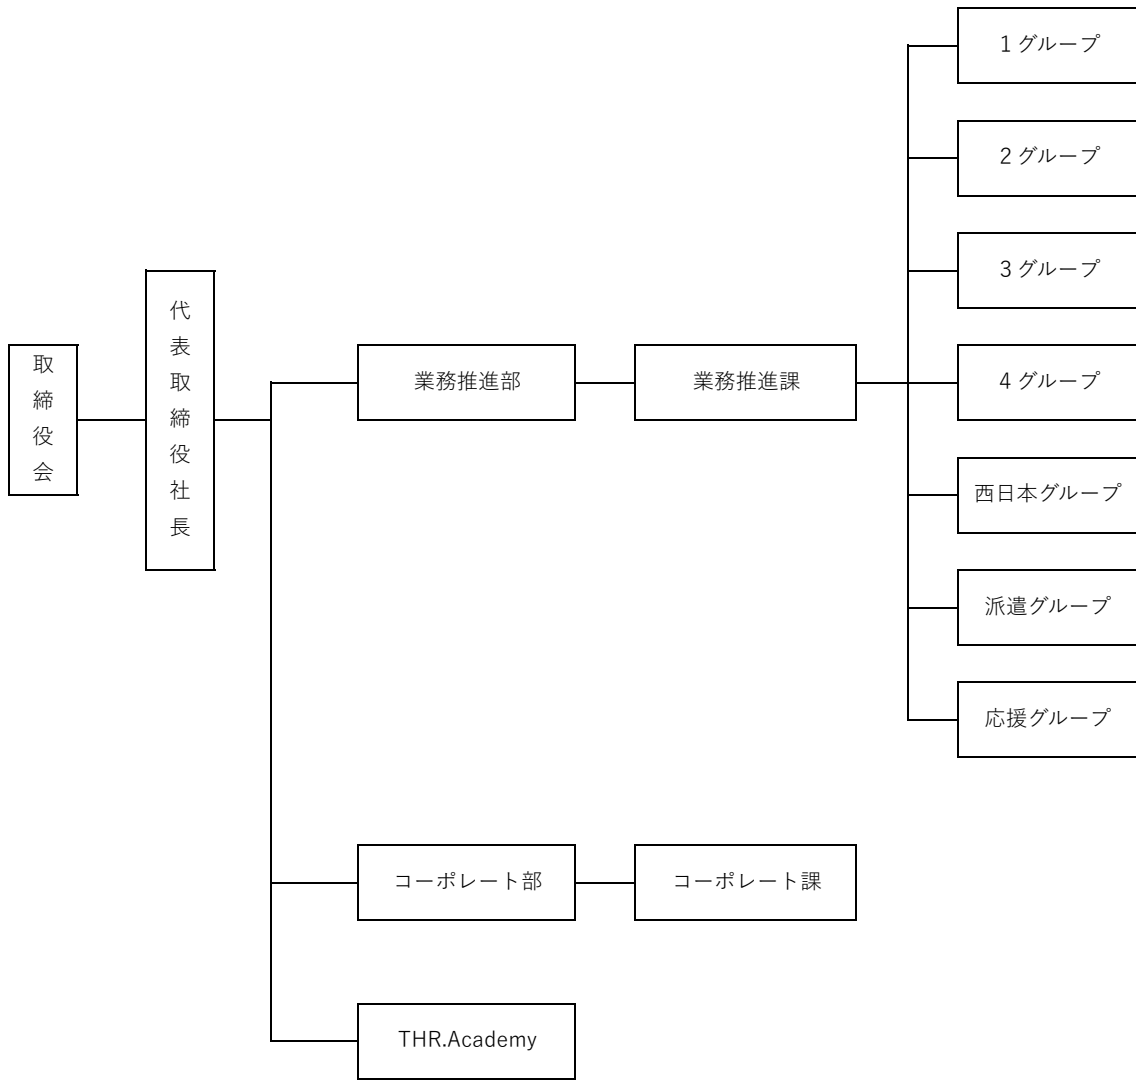 取締役会
代表取締役社長
業務推進部
業務推進課
1グループ
2グループ
3グループ
4グループ
西日本グループ
派遣グループ
応援グループ
コーポレート部
コーポレート課
THR.Academy